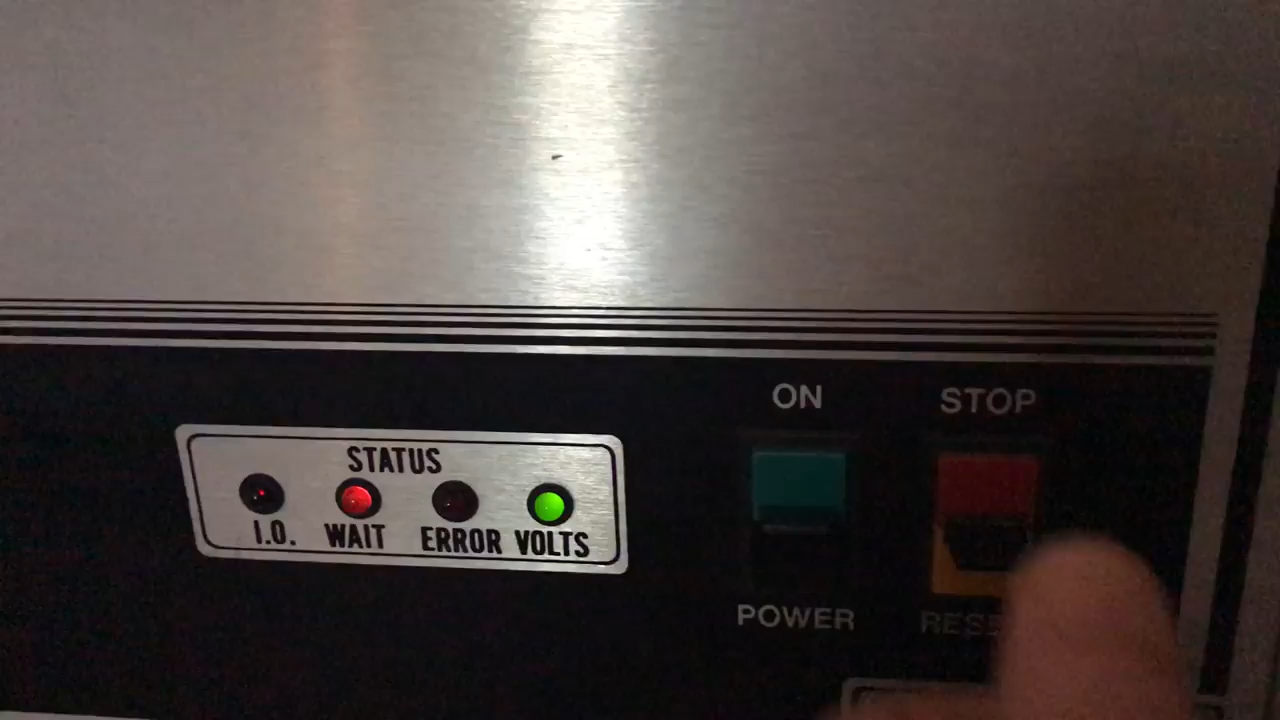 ON
STOP
STATUS
I.O.
WAIT
ERROR
VOLTS
POWER